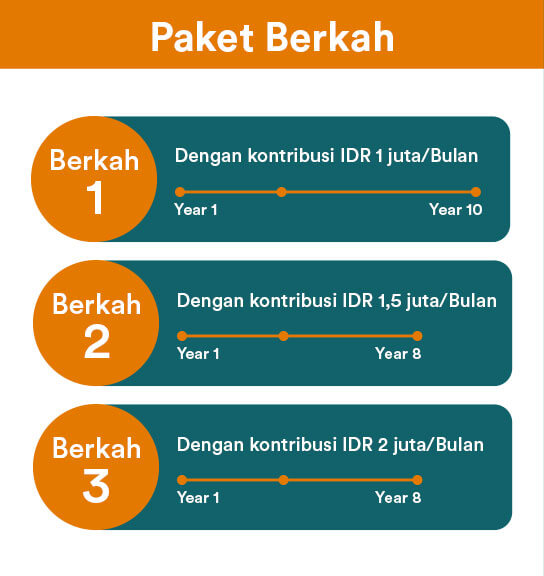 Paket Berkah
Berkah
1
Dengan kontribusi IDR 1 juta/Bulan
Year 1
Year 10
Berkah
2
Dengan kontribusi IDR 1,5 juta/Bulan
Year 1
Year 8
Berkah
3
Dengan kontribusi IDR 2 juta/Bulan
Year 1
Year 8